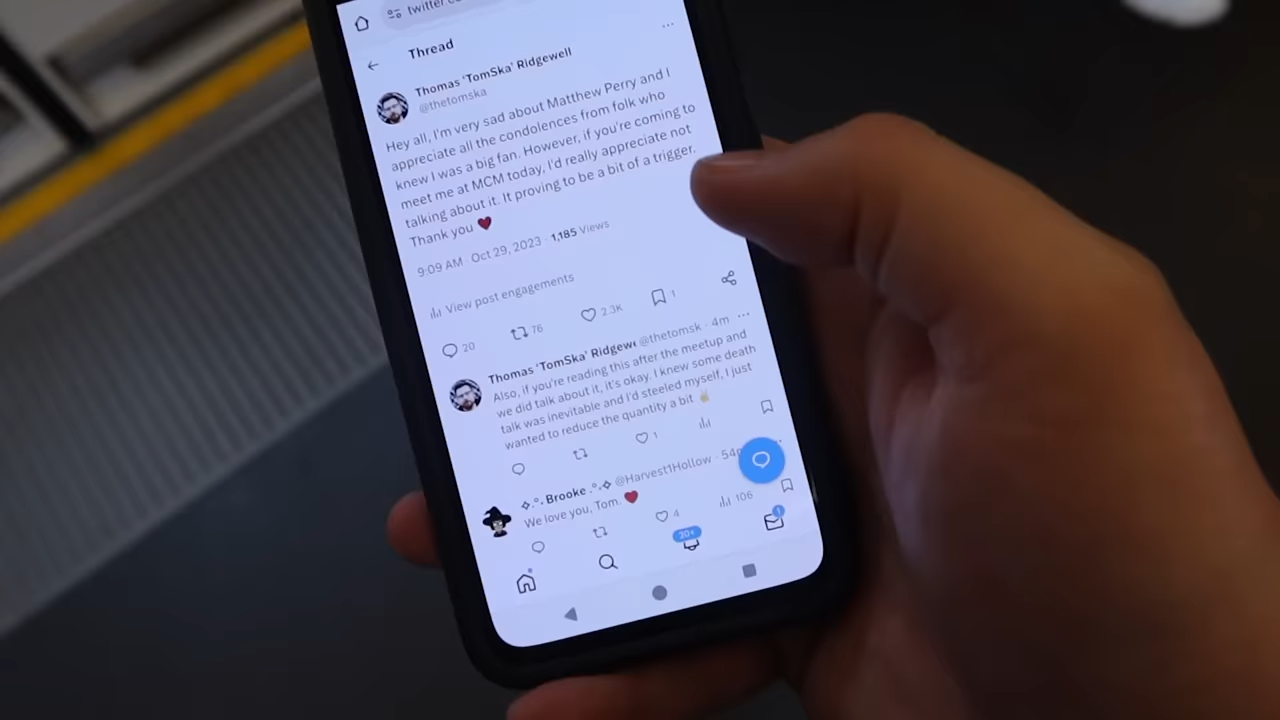 twitter.c
Thread
Thomas 'TomSka' Ridgewell
@thetomska
Hey all, I'm very sad about Matthew Perry and I
appreciate all the condolences from folk who
knew I was a big fan. However, if you're coming to
meet me at MCM today, I'd really appreciate not
talking about it. It proving to be a bit of a trigger.
Thank you ♥
9:09 AM · Oct 29, 2023 · 1,185 Views
View post engagements
20 76 2.3K 1
Thomas 'TomSka' Ridgew @thetomsk · 4m
Also, if you're reading this after the meetup and
we did talk about it, it's okay. I knew some death
talk was inevitable and I'd steeled myself, I just
wanted to reduce the quantity a bit
1
✧.°. Brooke .°.✧ @Harvest1Hollow · 54
We love you, Tom. ♥
4 106
20+ 1